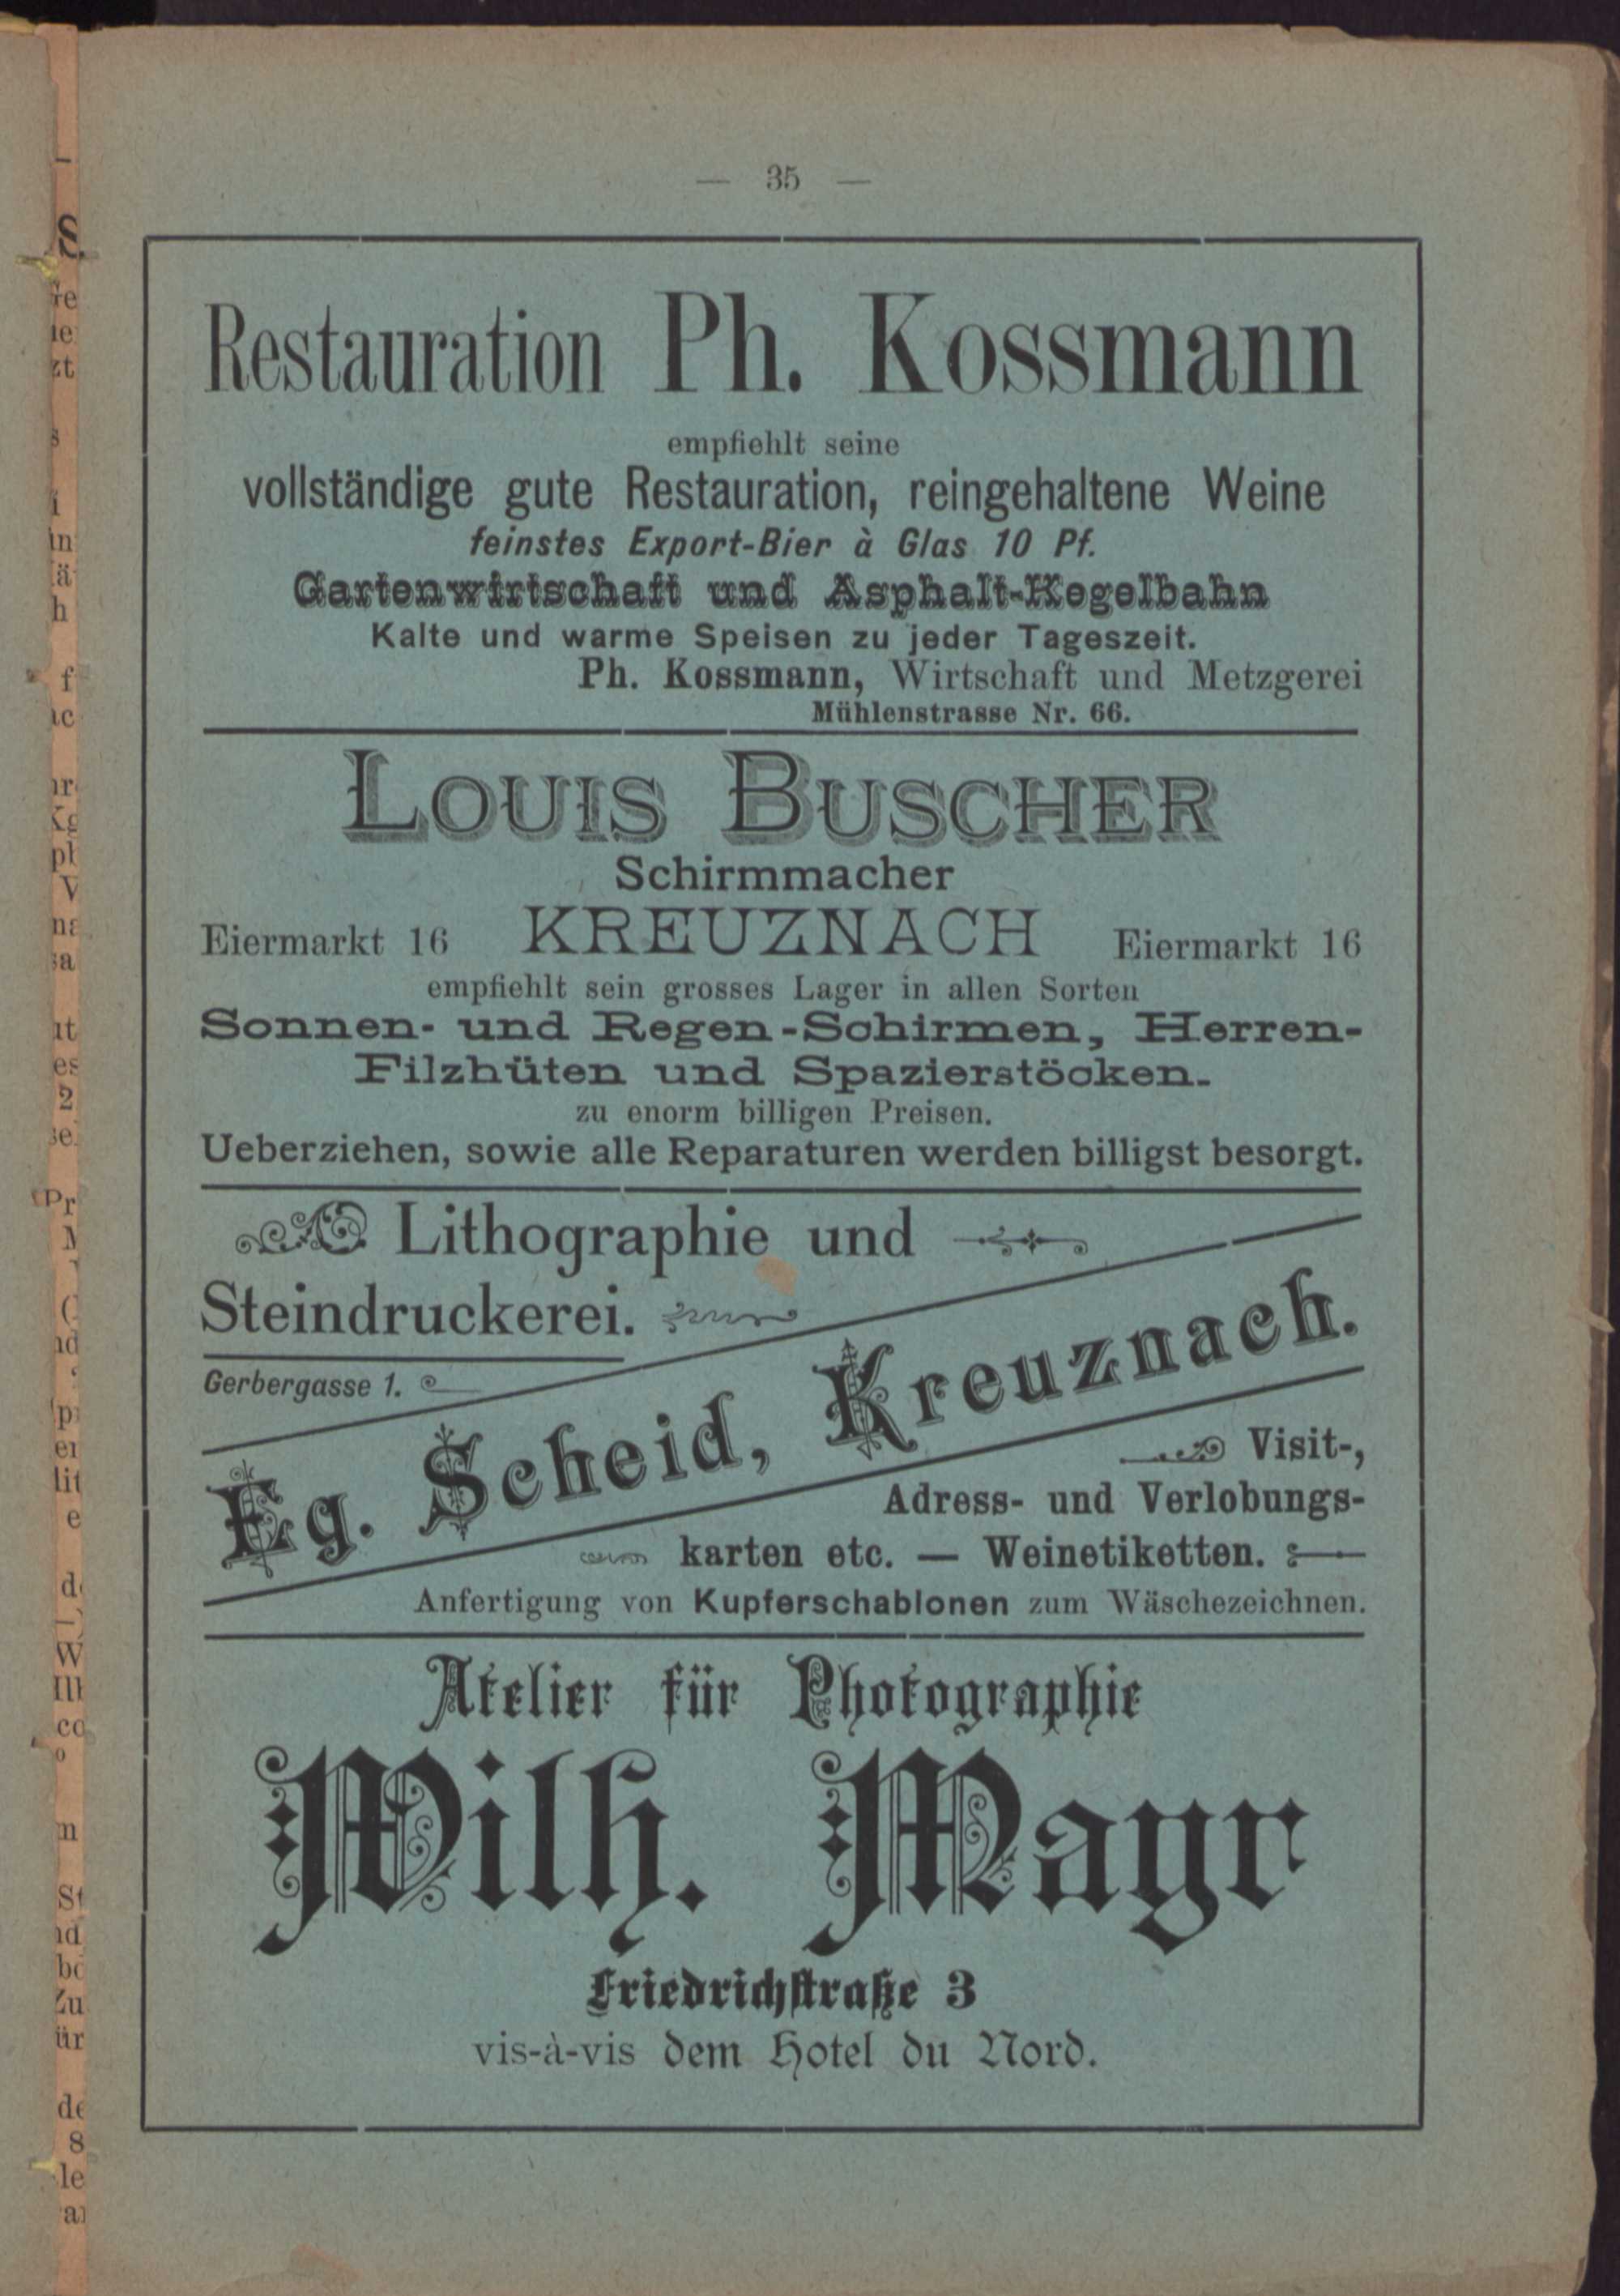 — 35 —
Restauration Ph. Kossmann
empfiehlt seine
vollständige gute Restauration, reingehaltene Weine
feinstes Export-Bier à Glas 10 Pf.
Gartenwirtschaft und Asphalt-Kegelbahn
Kalte und warme Speisen zu jeder Tageszeit.
Ph. Kossmann, Wirtschaft und Metzgerei
Mühlenstrasse Nr. 66.
LOUIS BUSCHER
Schirmmacher
Eiermarkt 16 KREUZNACH Eiermarkt 16
empfiehlt sein grosses Lager in allen Sorten
Sonnen- und Regen-Schirmen, Herren-
Filzhüten und Spazierstöcken.
zu enorm billigen Preisen.
Ueberziehen, sowie alle Reparaturen werden billigst besorgt.
Lithographie und
Steindruckerei.
Gerbergasse 1.
Eg. Scheid, Kreuznach.
Visit-,
Adress- und Verlobungs-
karten etc. — Weinetiketten.
Anfertigung von Kupferschablonen zum Wäschezeichnen.
Atelier für Photographie
Wilh. Mayr
Friedrichstraße 3
vis-à-vis dem Hotel du Nord.